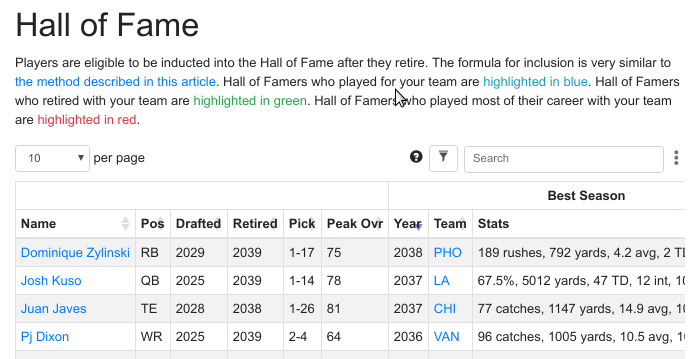 Hall of Fame
Players are eligible to be inducted into the Hall of Fame after they retire. The formula for inclusion is very similar to
the method described in this article. Hall of Famers who played for your team are highlighted in blue. Hall of Famers
who retired with your team are highlighted in green. Hall of Famers who played most of their career with your team
are highlighted in red.
10 per page Search
Best Season
Name Pos Drafted Retired Pick Peak Ovr Year Team Stats
Dominique Zylinski RB 2029 2039 1-17 75 2038 PHO 189 rushes, 792 yards, 4.2 avg, 2
Josh Kuso QB 2025 2039 1-14 78 2037 LA 67.5%, 5012 yards, 47 TD, 12 int,
Juan Javes TE 2028 2038 1-26 81 2037 CHI 77 catches, 1147 yards, 14.9 avg,
Pj Dixon WR 2025 2039 2-4 64 2036 VAN 96 catches, 1005 yards, 10.5 avg,